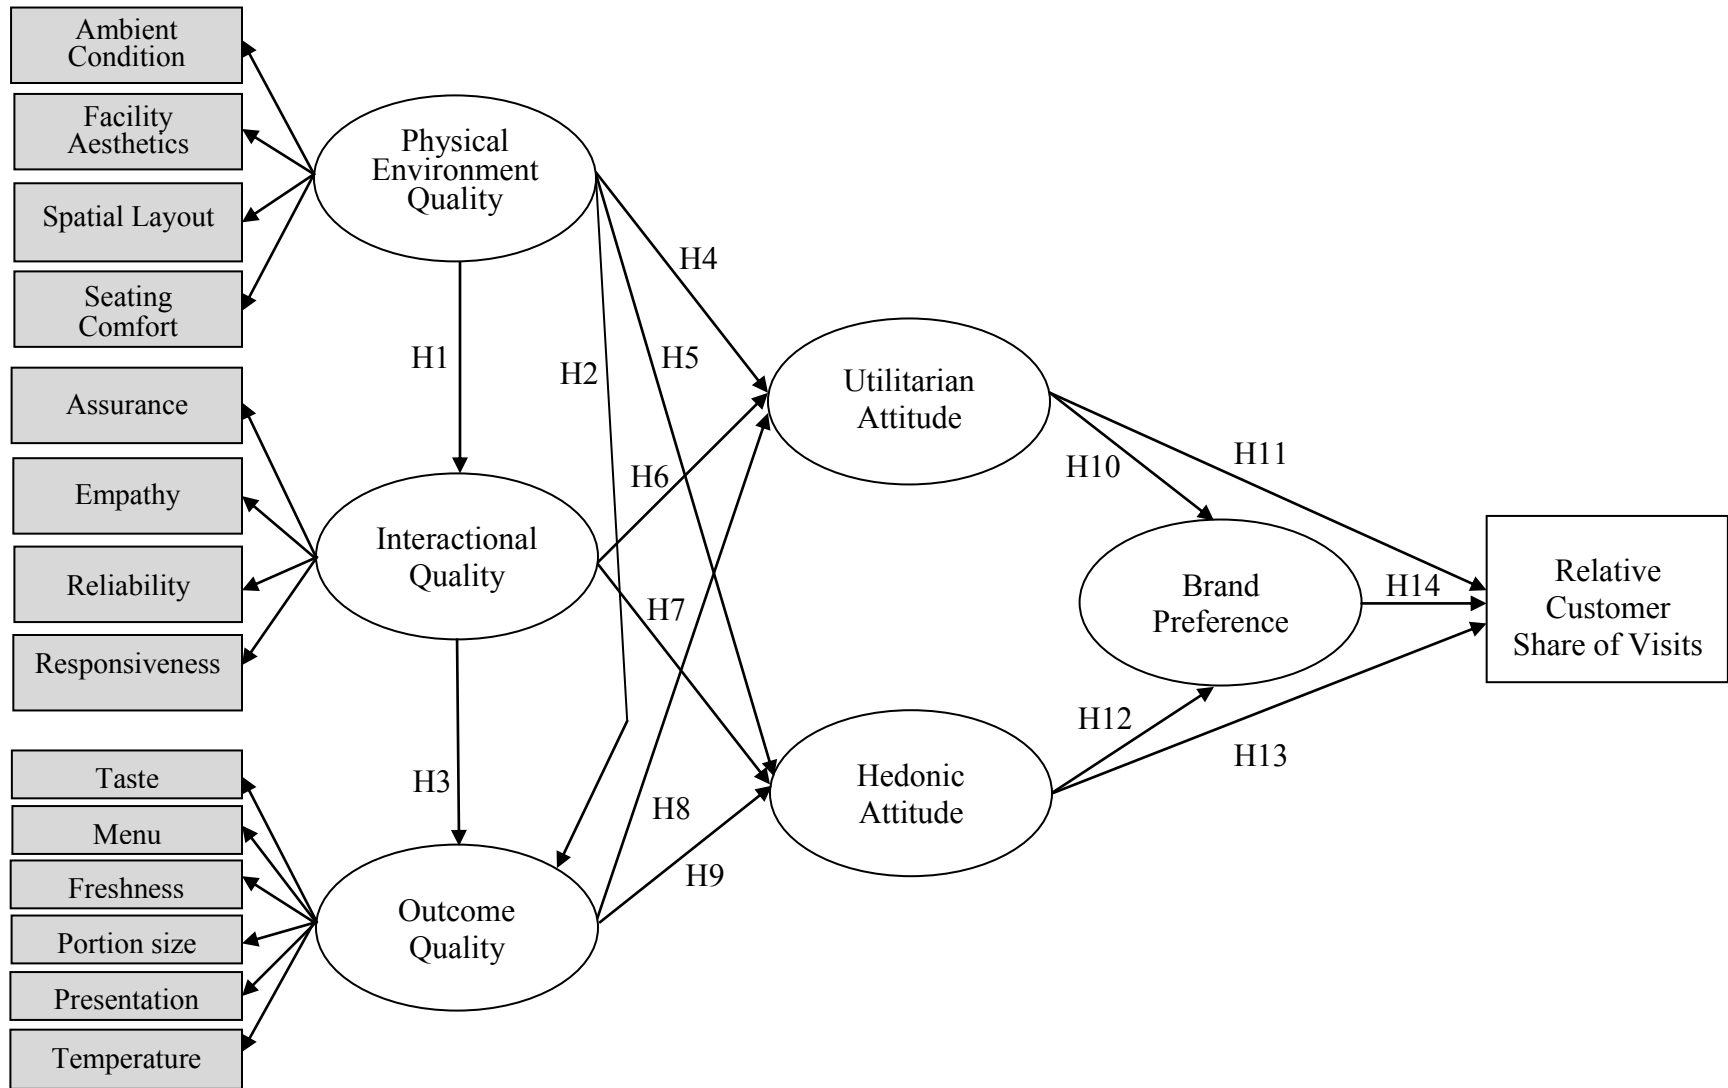 Ambient
Condition
Facility
Aesthetics
Spatial Layout
Seating
Comfort
Assurance
Empathy
Reliability
Responsiveness
Taste
Menu
Freshness
Portion size
Presentation
Temperature
Physical
Environment
Quality
H1
Interactional
Quality
H3
Outcome
Quality
H2
H4
H5
H6
H7
H8
H9
Utilitarian
Attitude
Hedonic
Attitude
H10
H11
Brand
Preference
H12
H13
H14
Relative
Customer
Share of Visits